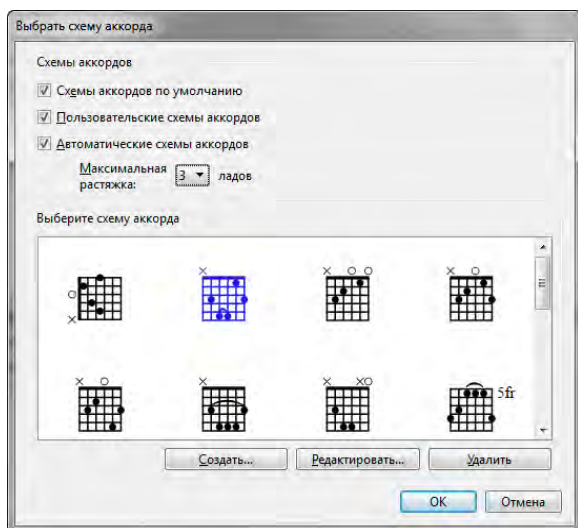 Выбрать схему аккорда
Схемы аккордов
Схемы аккордов по умолчанию
Пользовательские схемы аккордов
Автоматические схемы аккордов
Максимальная растяжка: 3 ладов
Выберите схему аккорда
5fr
Создать... Редактировать... Удалить
OK Отмена